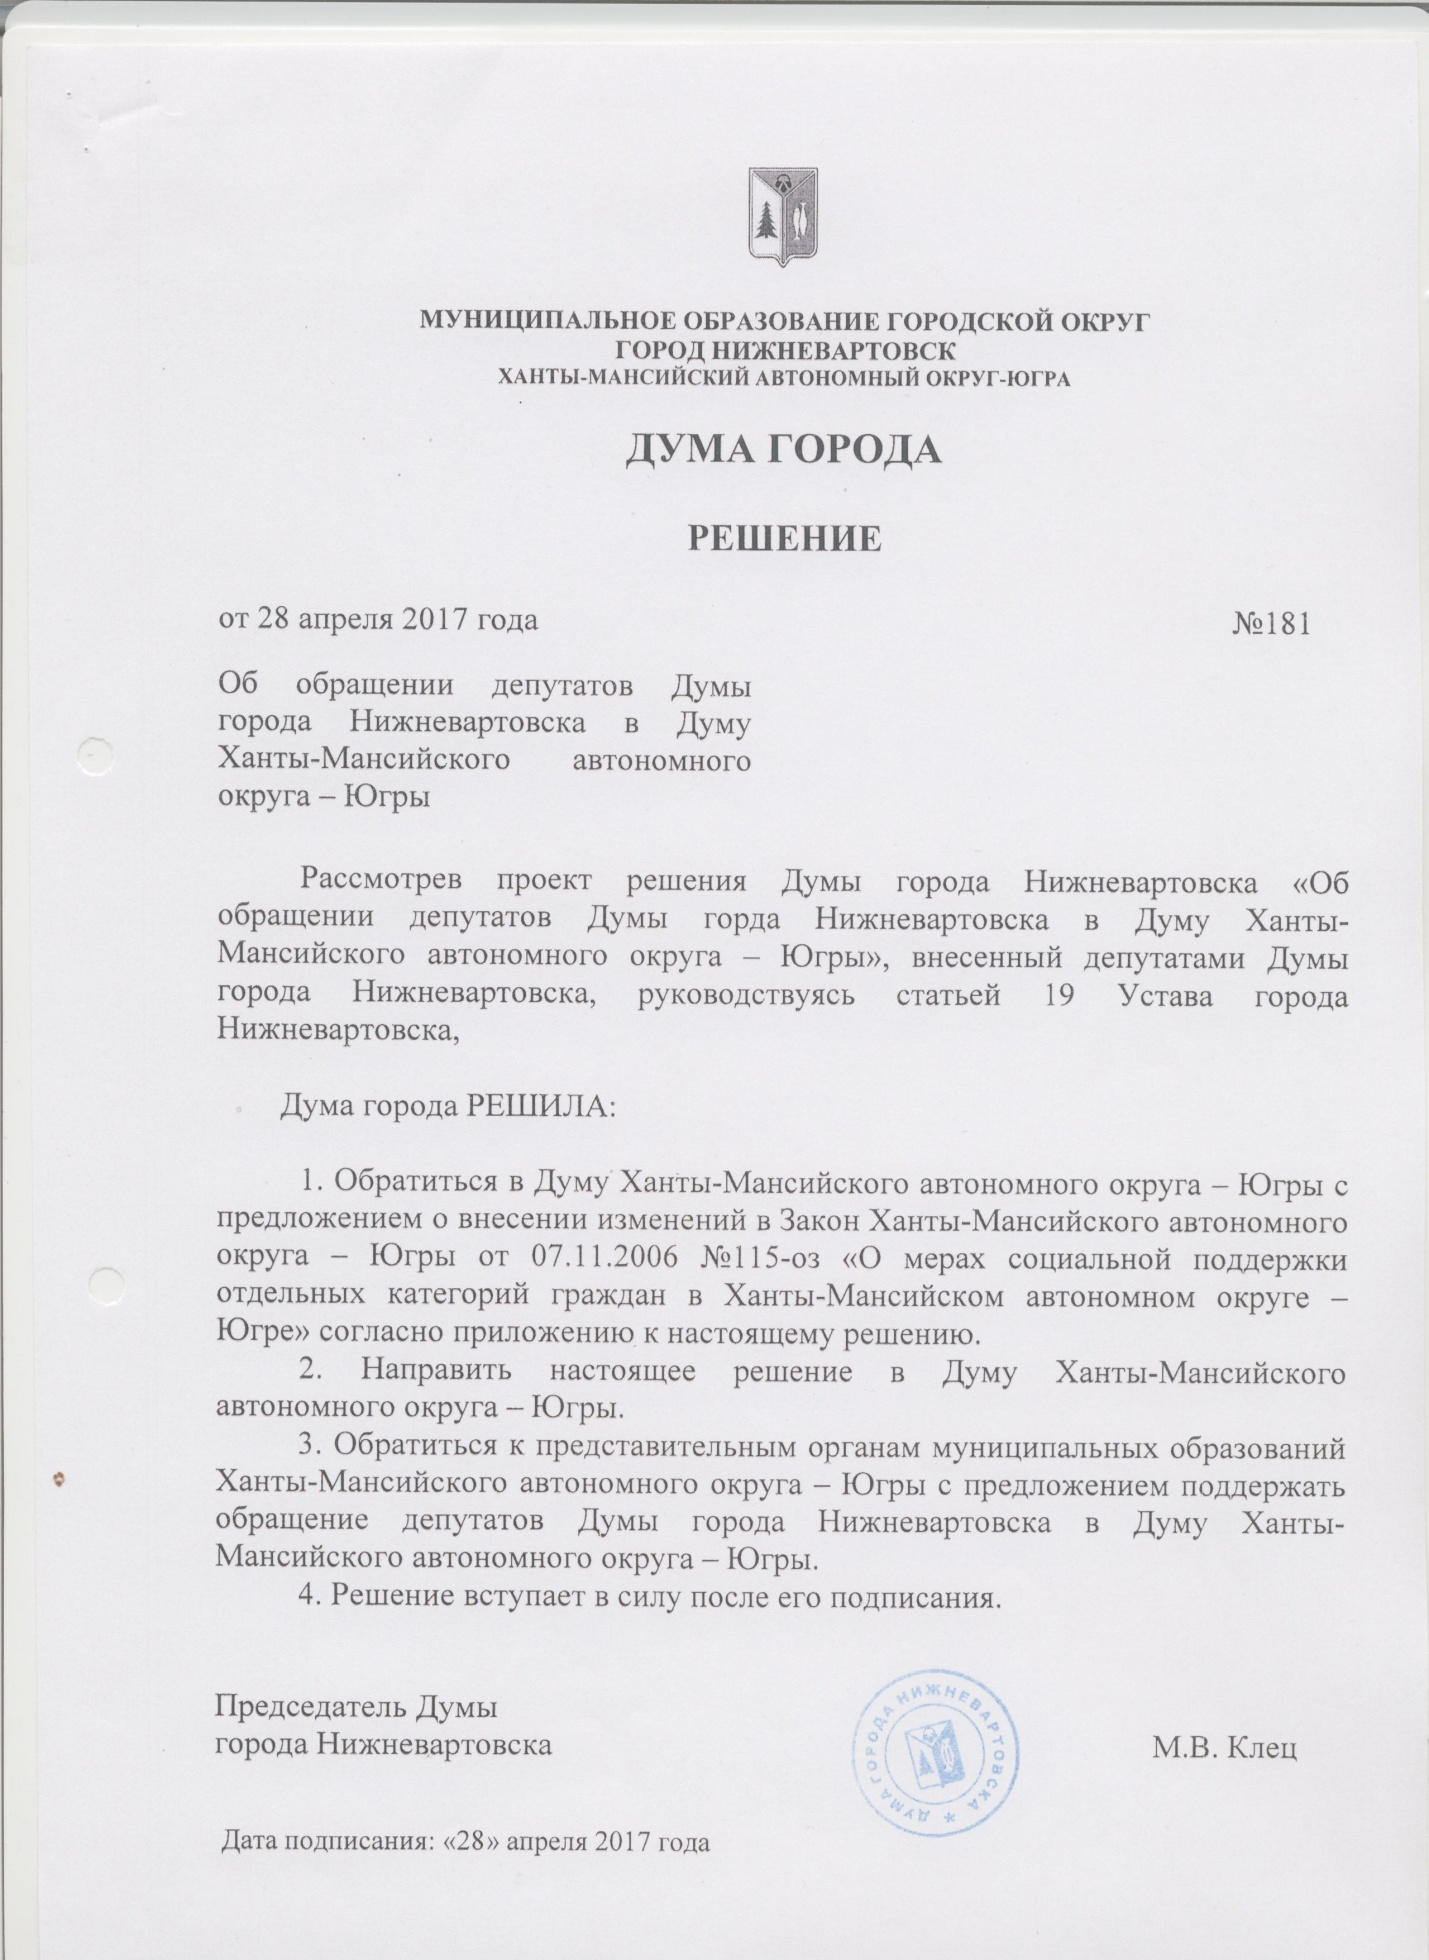 МУНИЦИПАЛЬНОЕ ОБРАЗОВАНИЕ ГОРОДСКОЙ ОКРУГ
ГОРОД НИЖНЕВАРТОВСК
ХАНТЫ-МАНСИЙСКИЙ АВТОНОМНЫЙ ОКРУГ-ЮГРА
ДУМА ГОРОДА
РЕШЕНИЕ
от 28 апреля 2017 года №181
Об обращении депутатов Думы
города Нижневартовска в Думу
Ханты-Мансийского автономного
округа – Югры
Рассмотрев проект решения Думы города Нижневартовска «Об
обращении депутатов Думы горда Нижневартовска в Думу Ханты-
Мансийского автономного округа – Югры», внесенный депутатами Думы
города Нижневартовска, руководствуясь статьей 19 Устава города
Нижневартовска,
Дума города РЕШИЛА:
1. Обратиться в Думу Ханты-Мансийского автономного округа – Югры с
предложением о внесении изменений в Закон Ханты-Мансийского автономного
округа – Югры от 07.11.2006 №115-оз «О мерах социальной поддержки
отдельных категорий граждан в Ханты-Мансийском автономном округе –
Югре» согласно приложению к настоящему решению.
2. Направить настоящее решение в Думу Ханты-Мансийского
автономного округа – Югры.
3. Обратиться к представительным органам муниципальных образований
Ханты-Мансийского автономного округа – Югры с предложением поддержать
обращение депутатов Думы города Нижневартовска в Думу Ханты-
Мансийского автономного округа – Югры.
4. Решение вступает в силу после его подписания.
Председатель Думы
города Нижневартовска М.В. Клец
ДУМА ГОРОДА НИЖНЕВАРТОВСКА *
Дата подписания: «28» апреля 2017 года